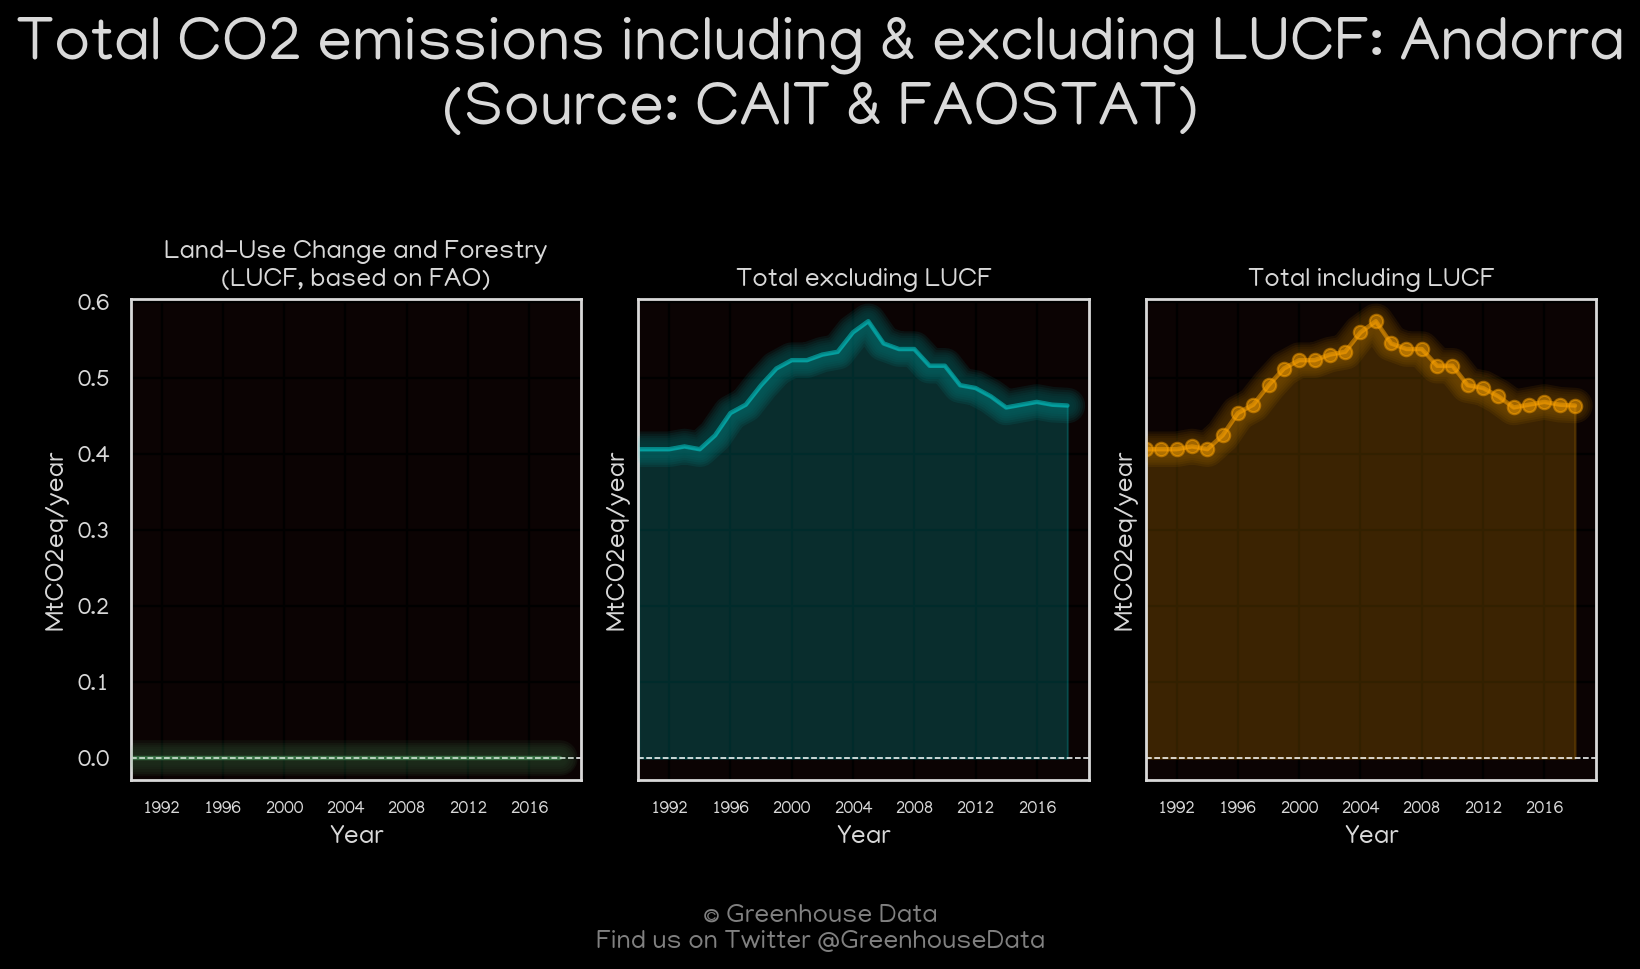 Total CO2 emissions including & excluding LUCF: Andorra
(Source: CAIT & FAOSTAT)
Land-Use Change and Forestry
(LUCF, based on FAO)
Total excluding LUCF
Total including LUCF
0.6
0.5
0.4
0.3
0.2
0.1
0.0
MtCO2eq/year
MtCO2eq/year
MtCO2eq/year
1992 1996 2000 2004 2008 2012 2016
1992 1996 2000 2004 2008 2012 2016
1992 1996 2000 2004 2008 2012 2016
Year
Year
Year
© Greenhouse Data
Find us on Twitter @GreenhouseData